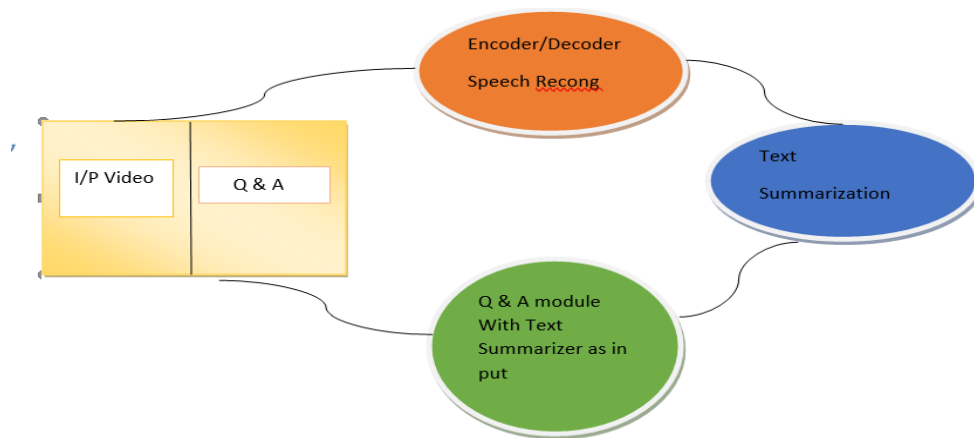 Encoder/Decoder
Speech Recong
I/P Video
Q & A
Text
Summarization
Q & A module
With Text
Summarizer as in
put